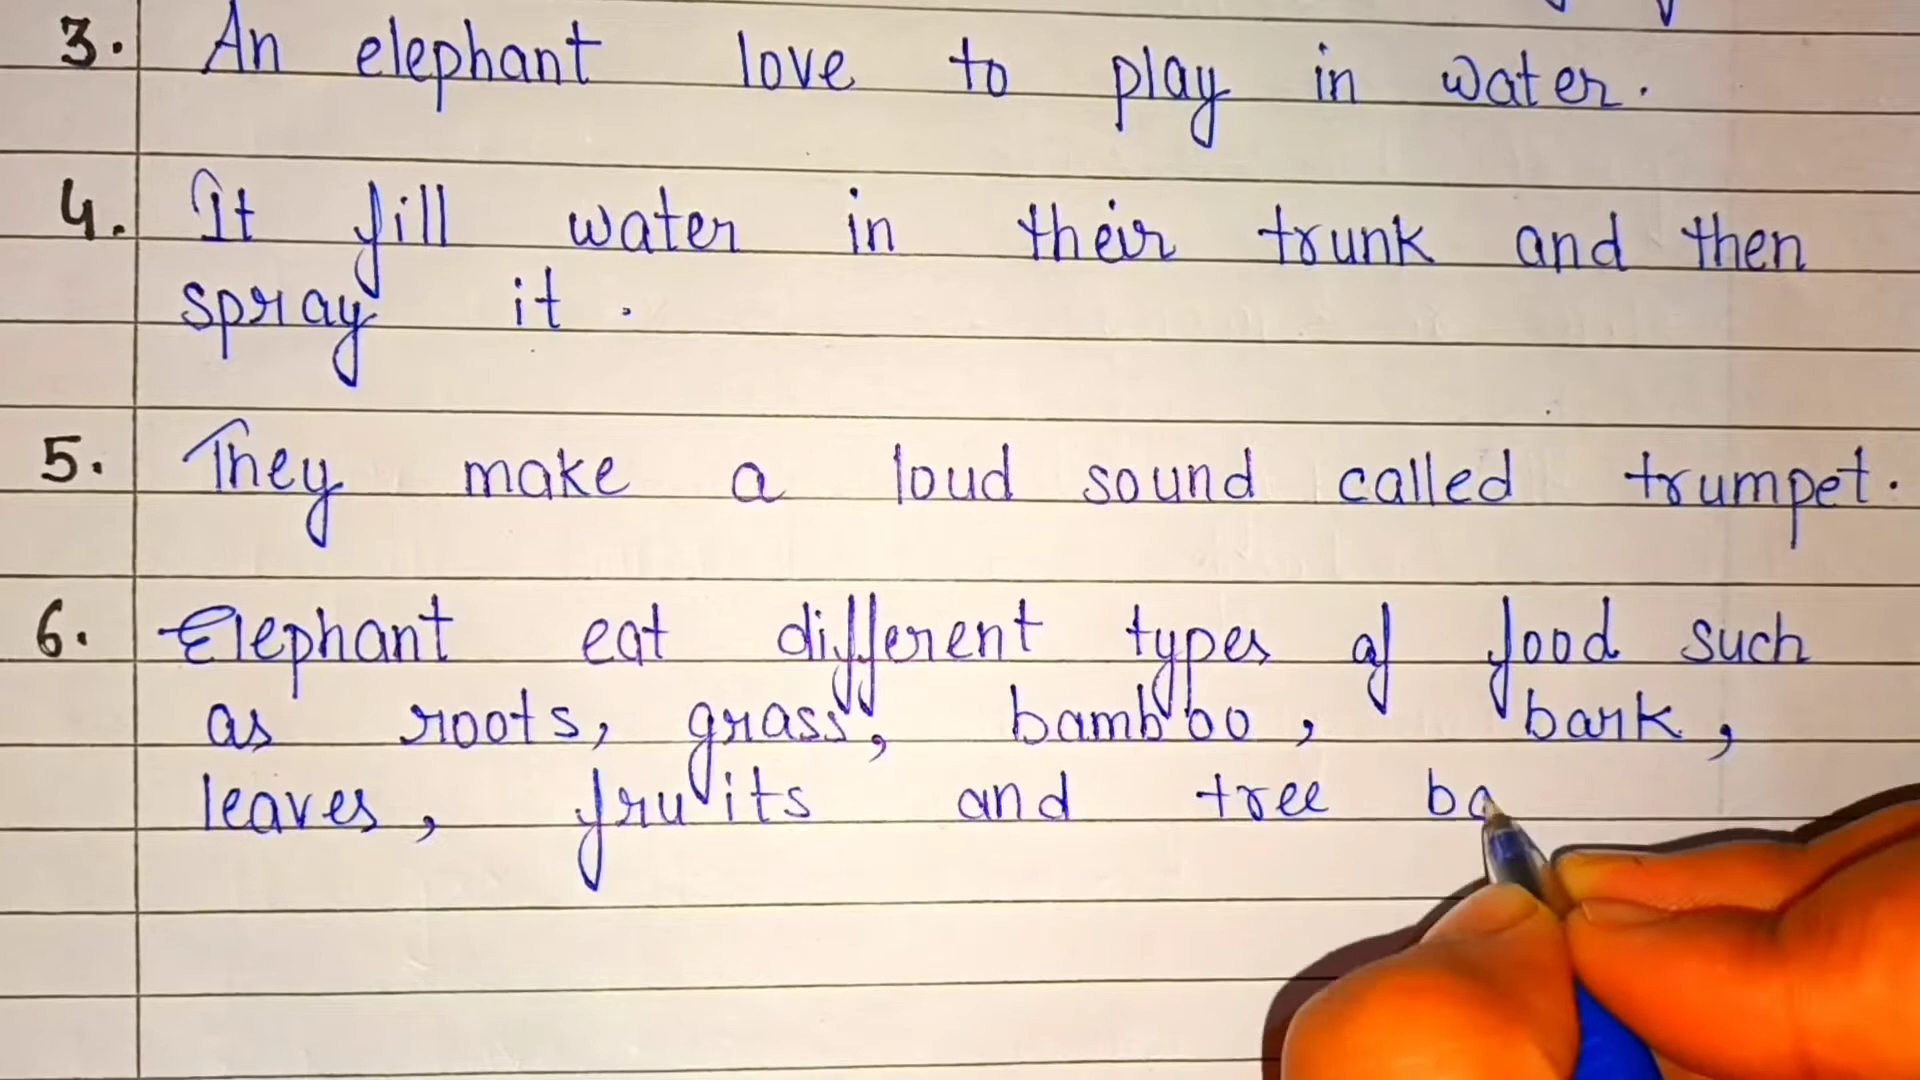 3. An elephant love to play in water.
4. It fill water in their trunk and then
spray it.
5. They make a loud sound called trumpet.
6. Elephant eat different types of food such
as roots, grass, bamboo, bark,
leaves, fruits and tree ba